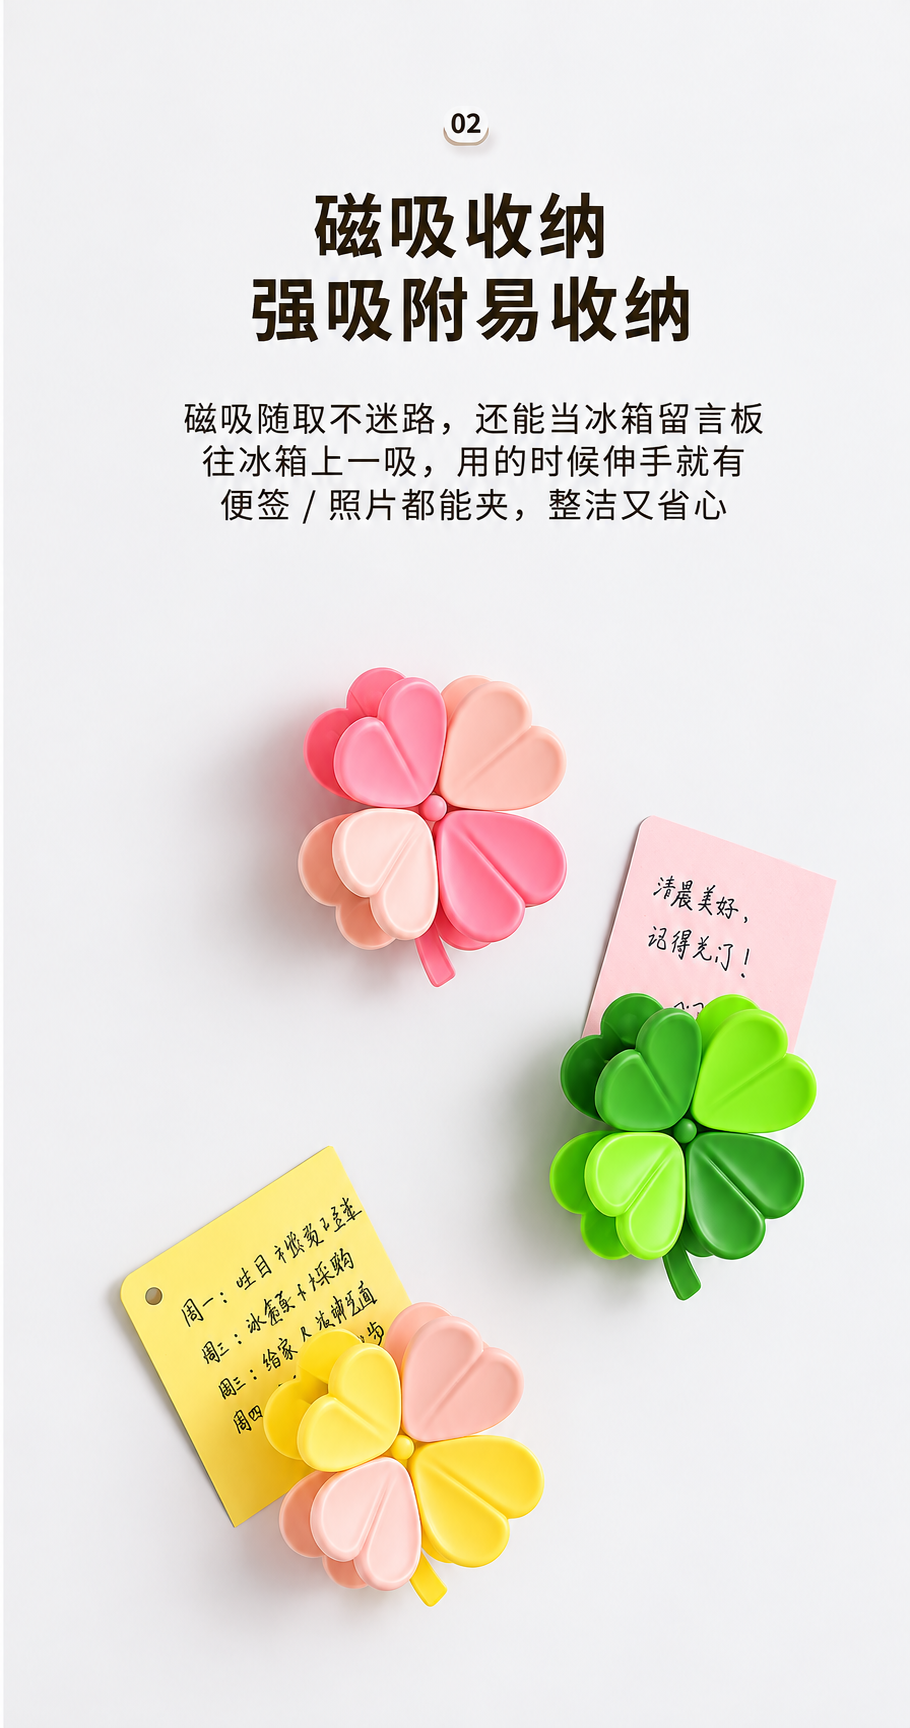 02
磁吸收纳
强吸附易收纳
磁吸随取不迷路，还能当冰箱留言板
往冰箱上一吸，用的时候伸手就有
便签 / 照片都能夹，整洁又省心
清晨美好，
记得
周一：
周三：冰
周三：给家
周四